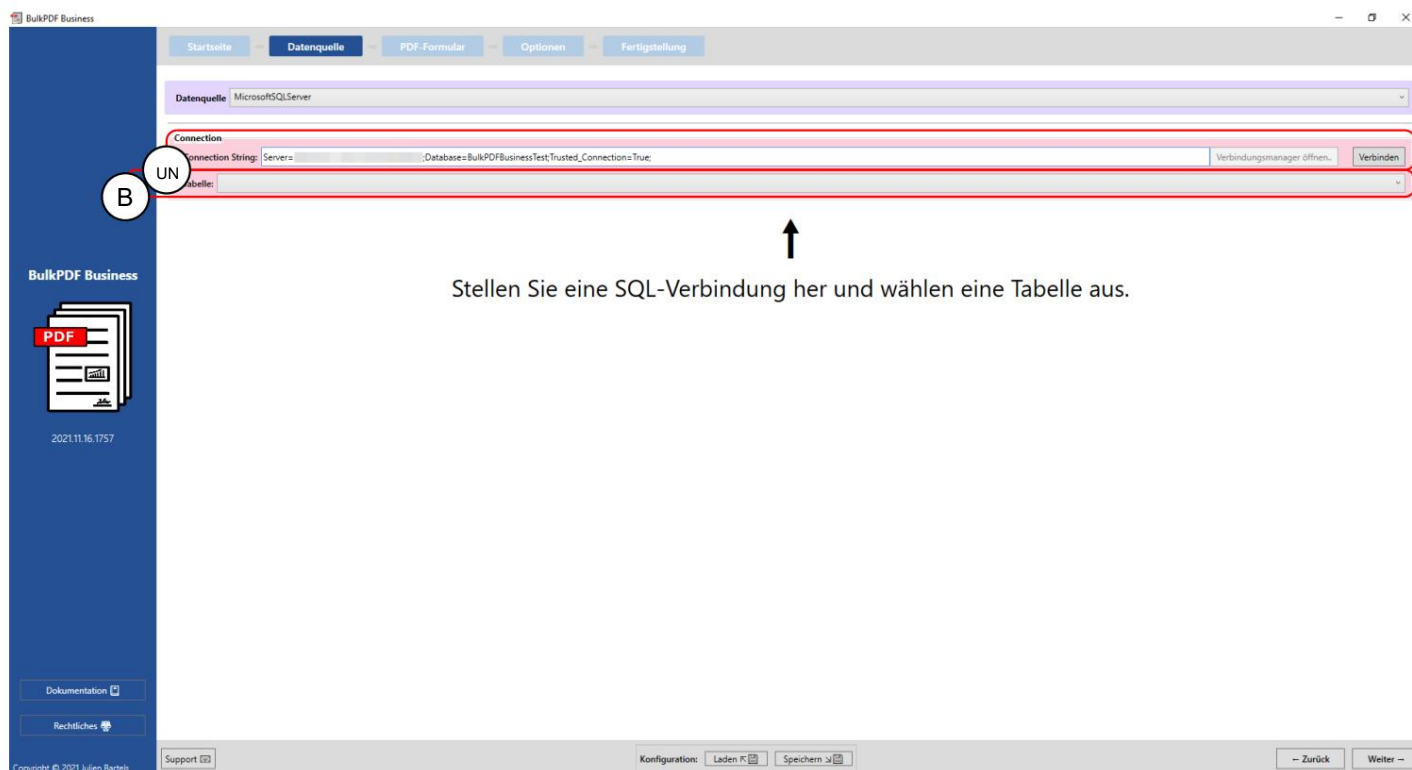 BulkPDF Business
Startseite Datenquelle PDF-Formular Optionen Fertigstellung
Datenquelle MicrosoftSQLServer
Connection
Connection String: Server= ;Database=BulkPDFBusinessTest;Trusted_Connection=True; Verbindungsmanager öffnen.. Verbinden
UN
Tabelle:
B
Stellen Sie eine SQL-Verbindung her und wählen eine Tabelle aus.
BulkPDF Business
PDF
2021.11.16.1757
Dokumentation
Rechtliches
Copyright © 2021 Julien Bartels
Support Konfiguration: Laden Speichern Zurück Weiter